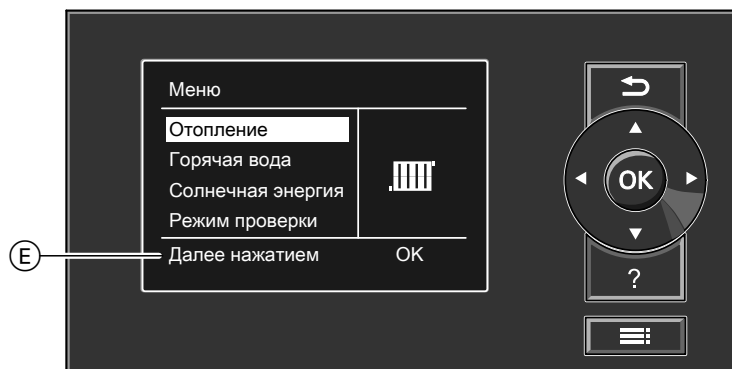 Меню
Отопление
Горячая вода
Солнечная энергия
Режим проверки
Далее нажатием OK
E
OK
?